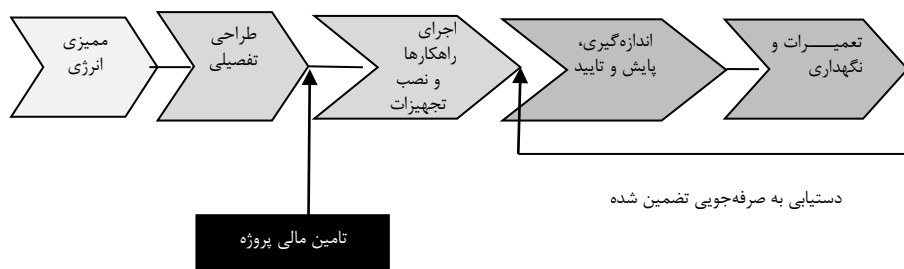 ممیزی
انرژی
طراحی
تفصیلی
اجرای
راهکارها
و نصب
تجهیزات
اندازه‌گیری،
پایش و تایید
تعمیــــرات و
نگهداری
دستیابی به صرفه‌جویی تضمین شده
تامین مالی پروژه